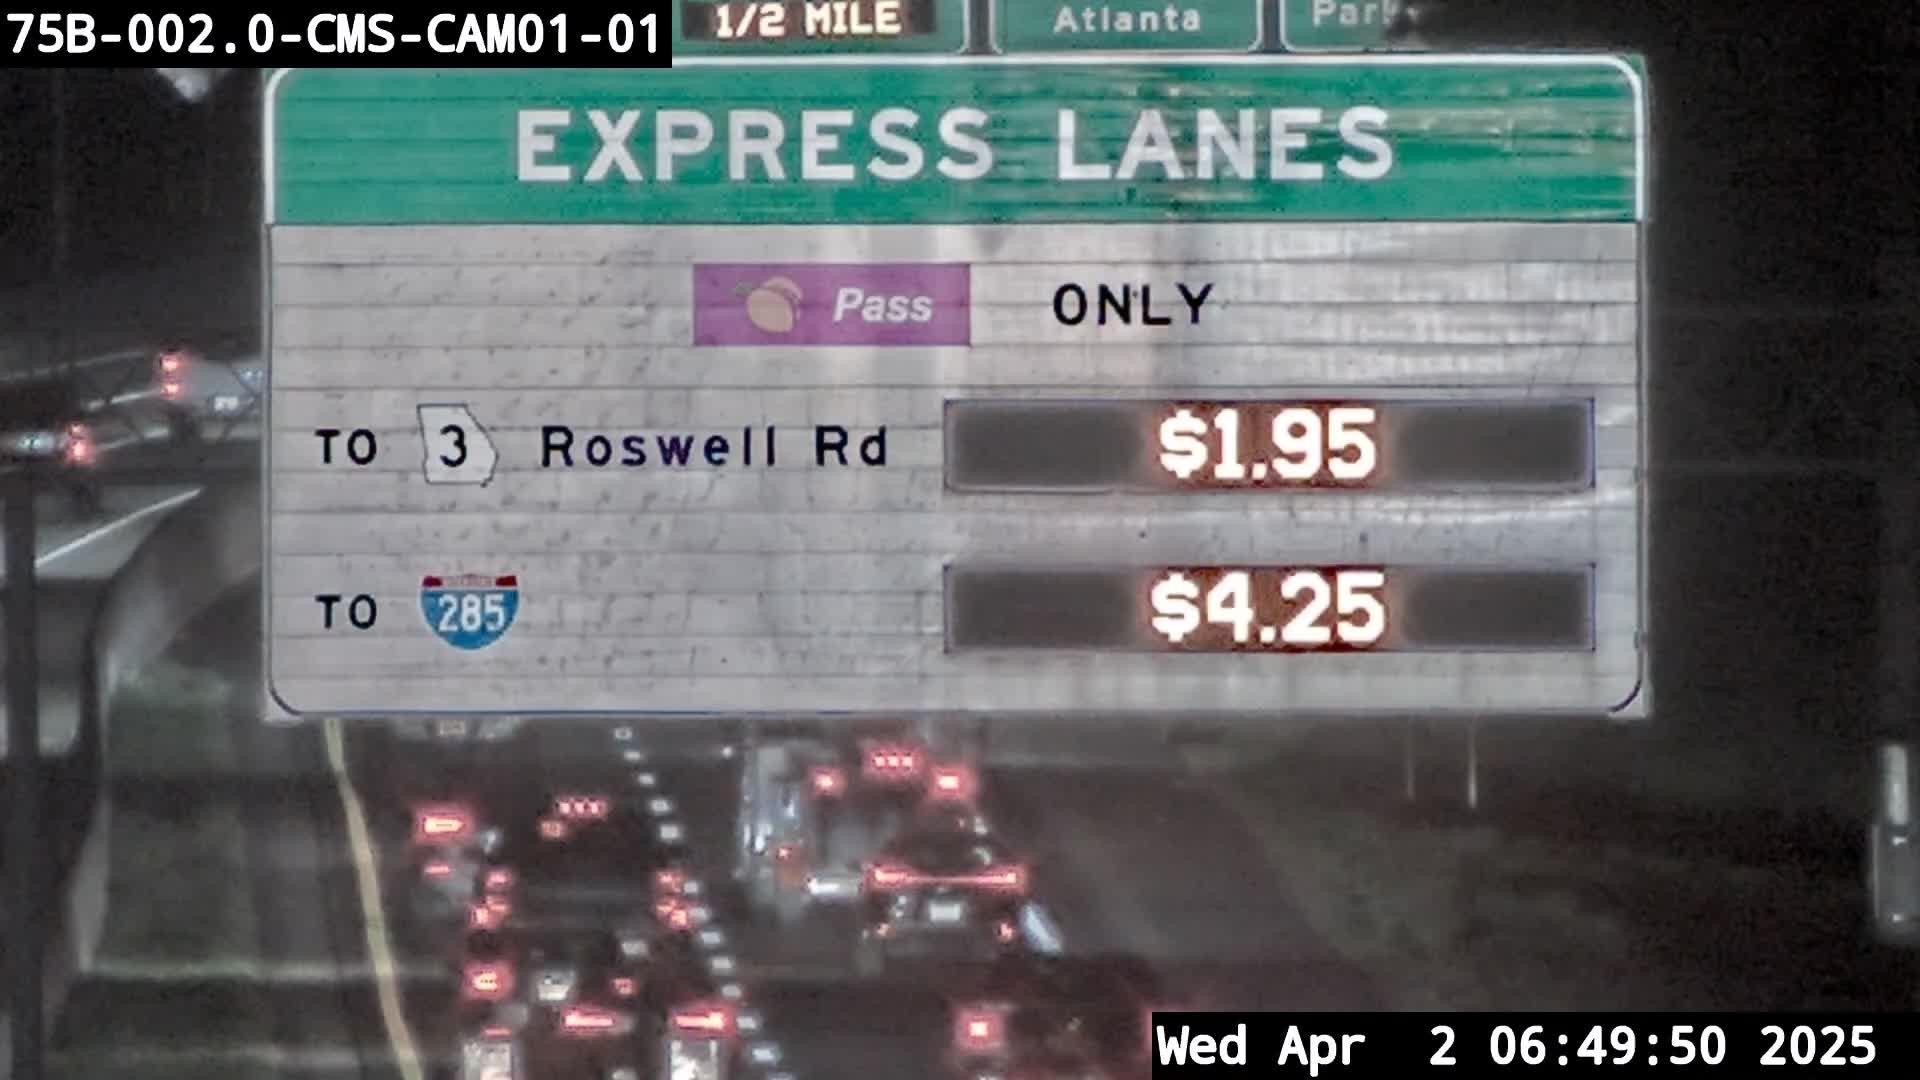 75B-002.0-CMS-CAM01-01
1/2 MILE
Atlanta
EXPRESS LANES
Pass ONLY
TO 3 Roswell Rd $1.95
TO 285 $4.25
Wed Apr 2 06:49:50 2025